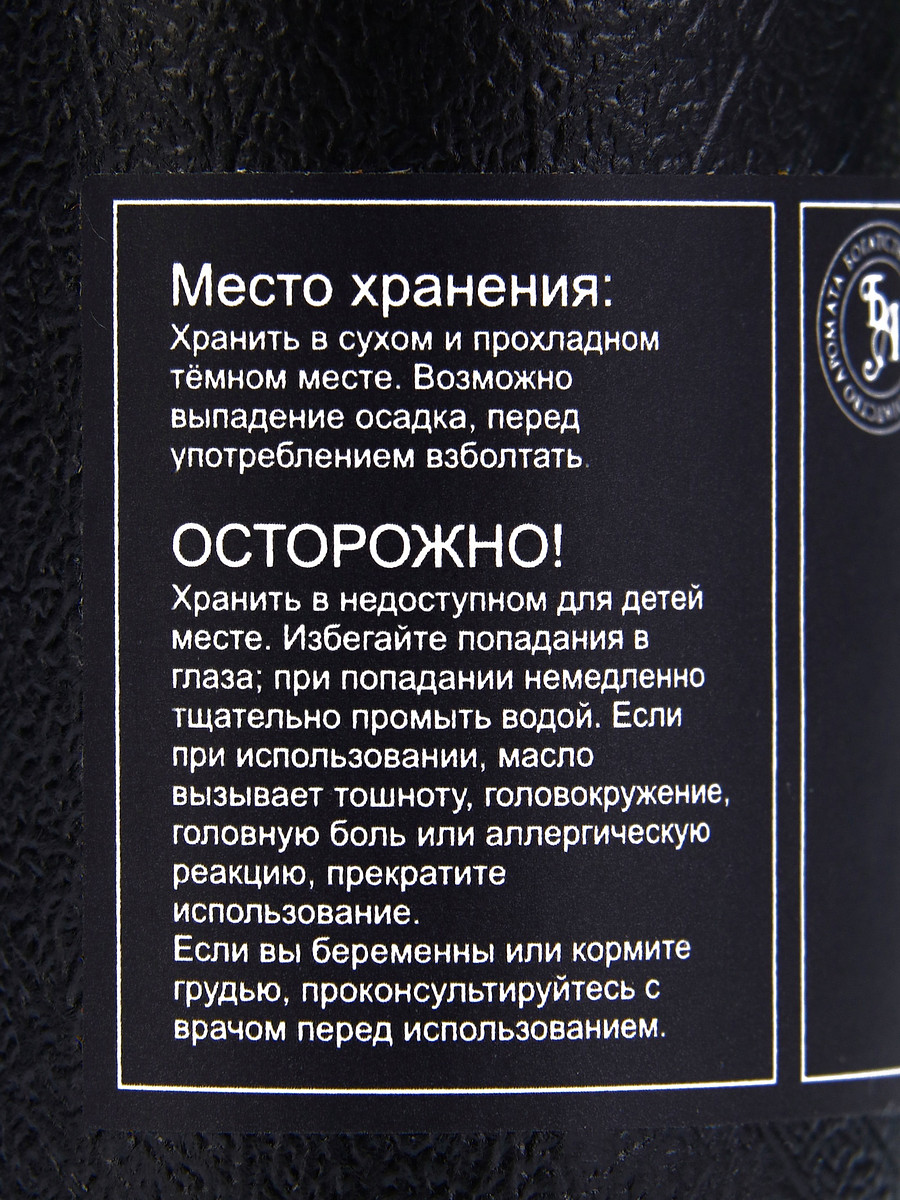 Место хранения:
Хранить в сухом и прохладном
тёмном месте. Возможно
выпадение осадка, перед
употреблением взболтать.
ОСТОРОЖНО!
Хранить в недоступном для детей
месте. Избегайте попадания в
глаза; при попадании немедленно
тщательно промыть водой. Если
при использовании, масло
вызывает тошноту, головокружение,
головную боль или аллергическую
реакцию, прекратите
использование.
Если вы беременны или кормите
грудью, проконсультируйтесь с
врачом перед использованием.
АРОМАТА
БА